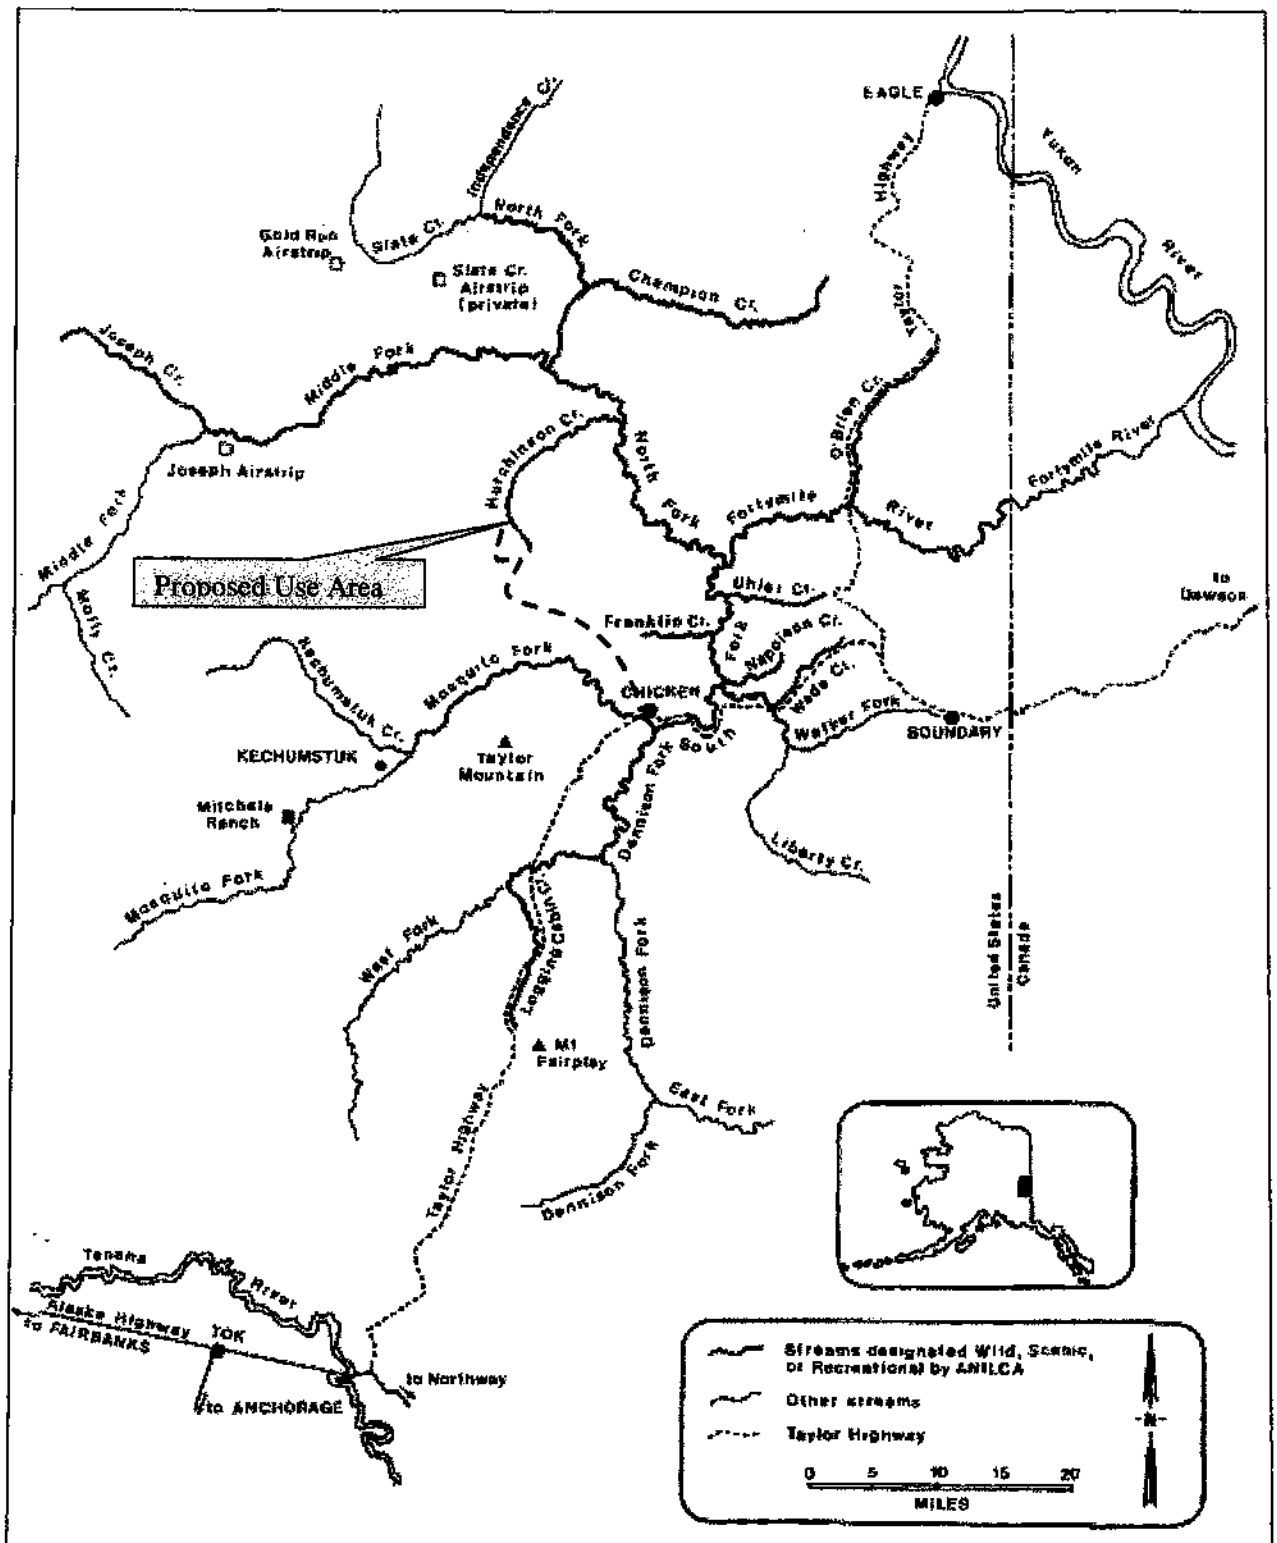 EAGLE
Yukon
River
Independence Cr.
North Fork
Slate Cr.
Gold Run
Airstrip
Slate Cr.
Airstrip
(private)
Champion Cr.
Highway
Taylor
Joseph Cr.
Middle Fork
O'Brien Cr.
Hutchinson Cr.
North
Fork
Joseph Airstrip
Fortymile River
Fortymile
River
Middle Fork
Proposed Use Area
Molly Cr.
Uhler Cr.
to
Dawson
Franklin Cr.
Fork
Napoleon Cr.
Kechumstuk Cr.
Mosquito Fork
CHICKEN
Wade Cr.
Walker Fork
BOUNDARY
South
KECHUMSTUK
Taylor
Mountain
Dennison Fork
Mitchels
Ranch
Liberty Cr.
Mosquito Fork
West Fork
Logging Cabin Cr.
Dennison Fork
United States
Canada
Mt
Fairplay
East Fork
Taylor Highway
Dennison Fork
Tanana
River
Alaska Highway
to FAIRBANKS
TOK
to Northway
to ANCHORAGE
Streams designated Wild, Scenic,
or Recreational by ANILCA
Other streams
Taylor Highway
N
0 5 10 15 20
MILES